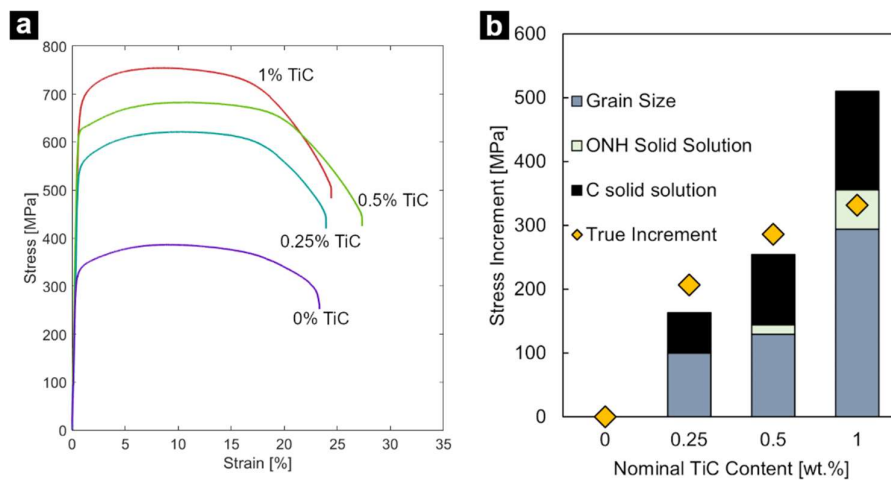 a
800
700
600
500
400
300
200
100
0
Stress [MPa]
1% TiC
0.5% TiC
0.25% TiC
0% TiC
0 5 10 15 20 25 30 35
Strain [%]
b
600
500
400
300
200
100
0
Stress Increment [MPa]
Grain Size
ONH Solid Solution
C solid solution
True Increment
0 0.25 0.5 1
Nominal TiC Content [wt.%]